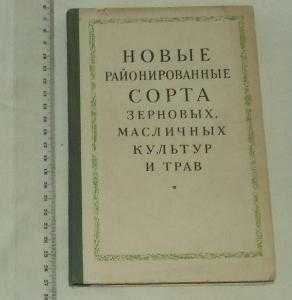 НОВЫЕ
РАЙОНИРОВАННЫЕ
СОРТА
ЗЕРНОВЫХ,
МАСЛИЧНЫХ
КУЛЬТУР
И ТРАВ